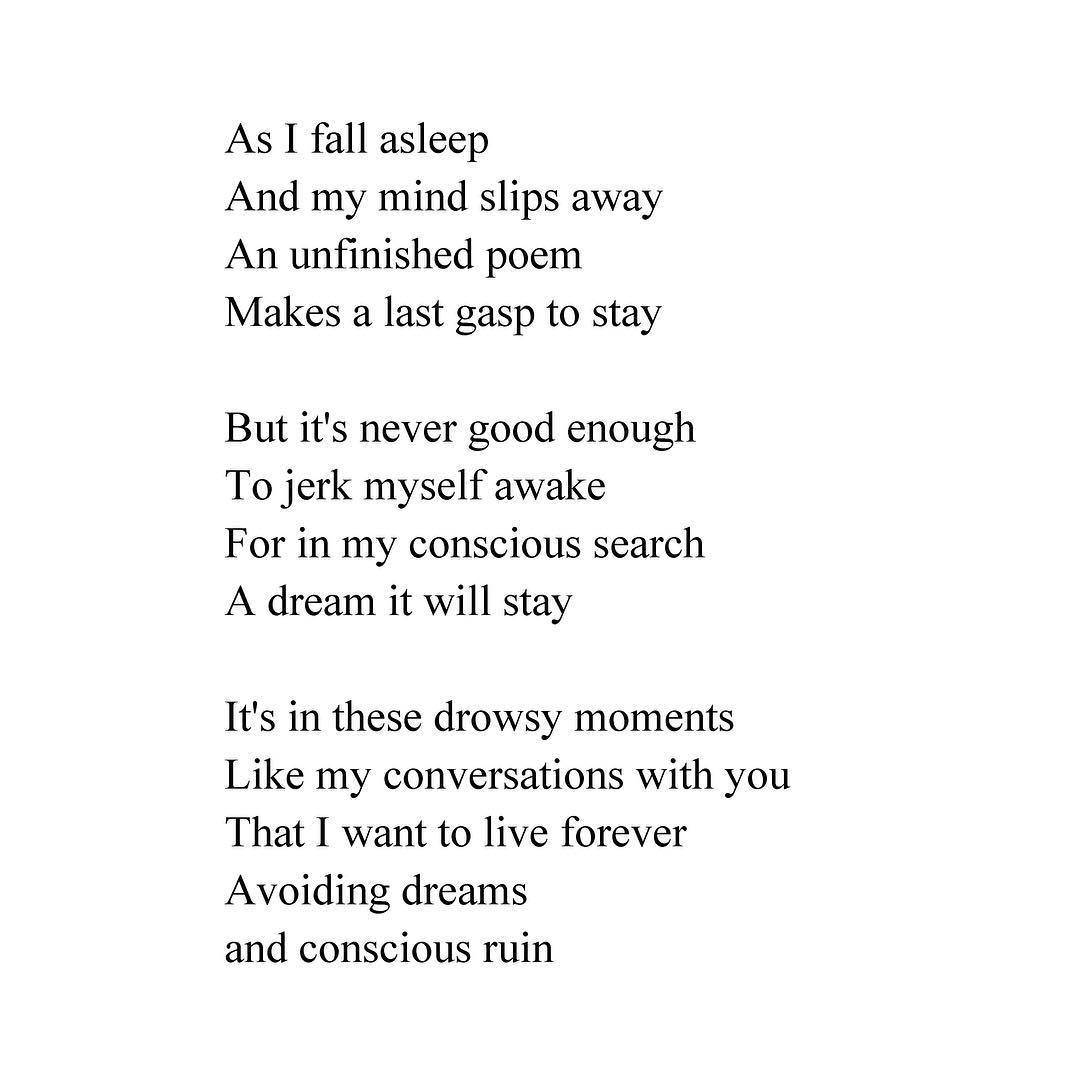 As I fall asleep
And my mind slips away
An unfinished poem
Makes a last gasp to stay
But it's never good enough
To jerk myself awake
For in my conscious search
A dream it will stay
It's in these drowsy moments
Like my conversations with you
That I want to live forever
Avoiding dreams
and conscious ruin